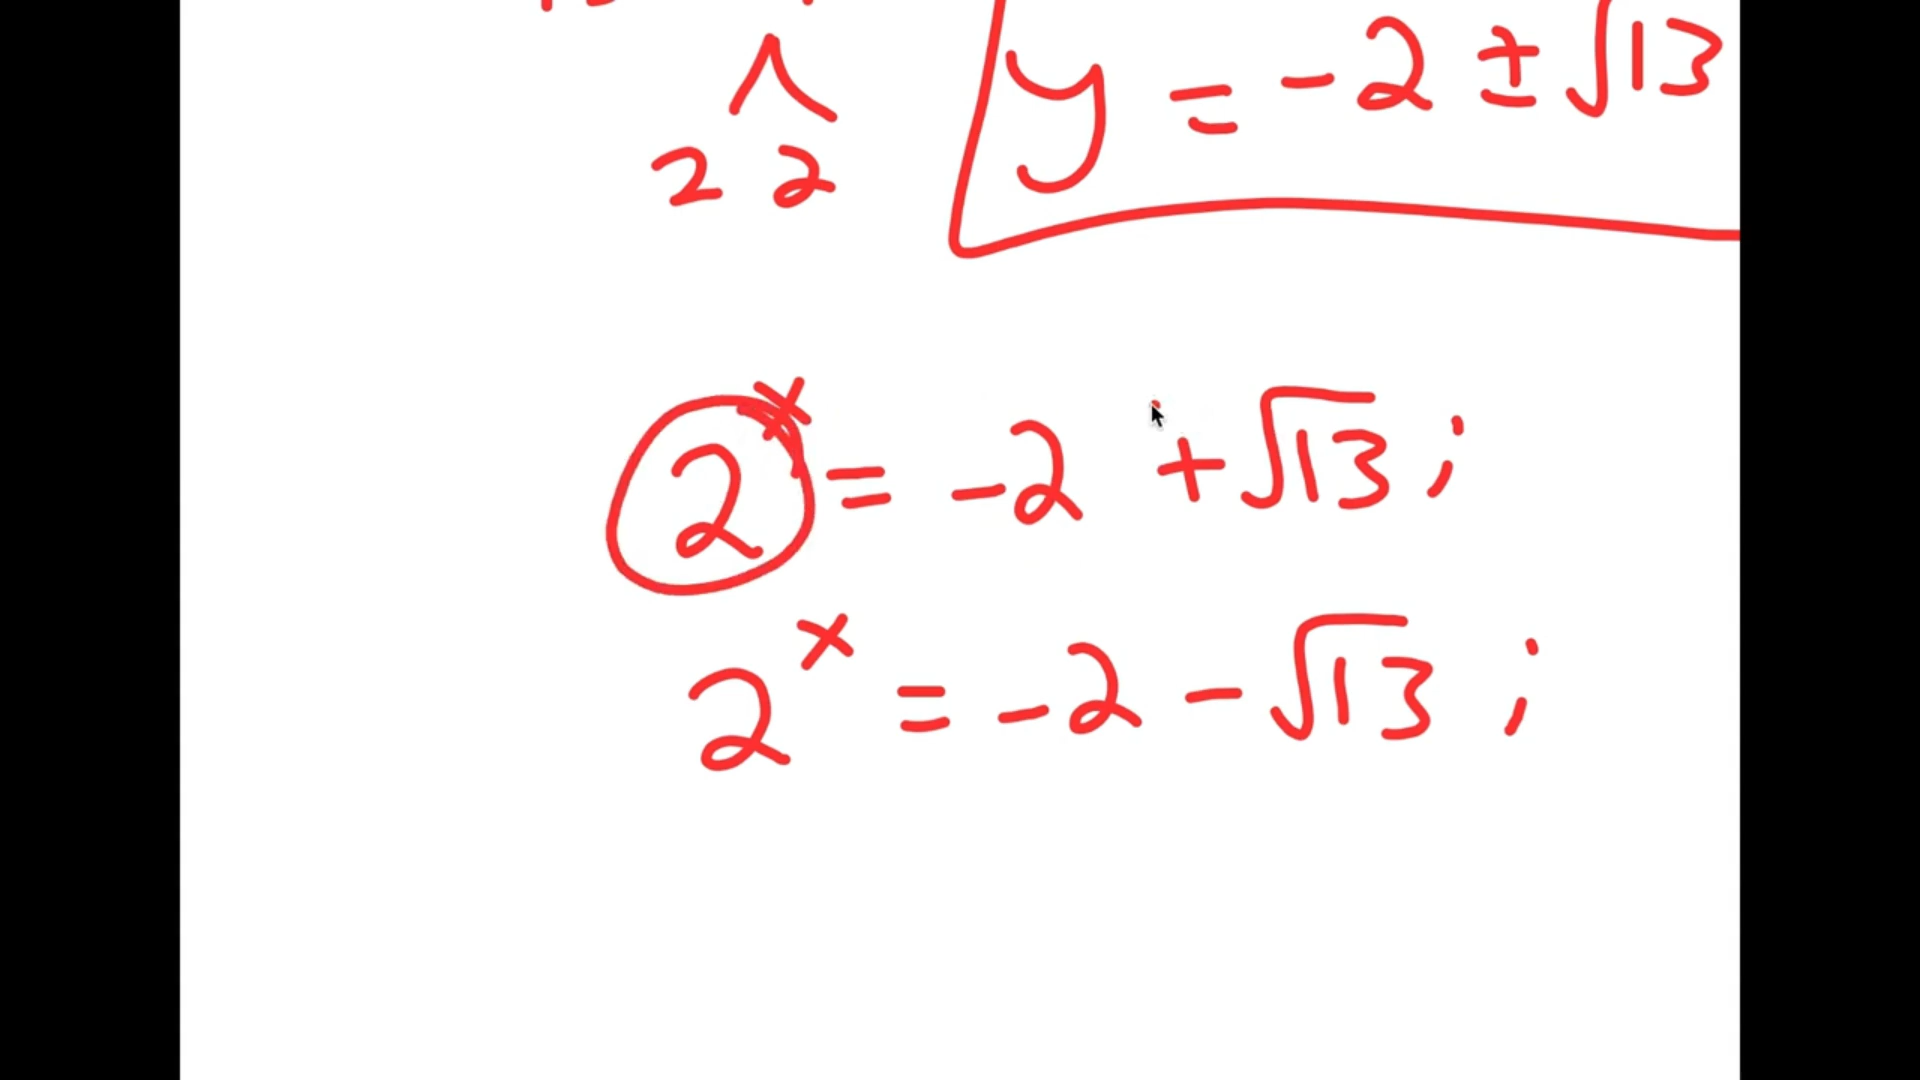 y = -2 ± √13
2 2
2^x = -2 + √13 i
2^x = -2 - √13 i